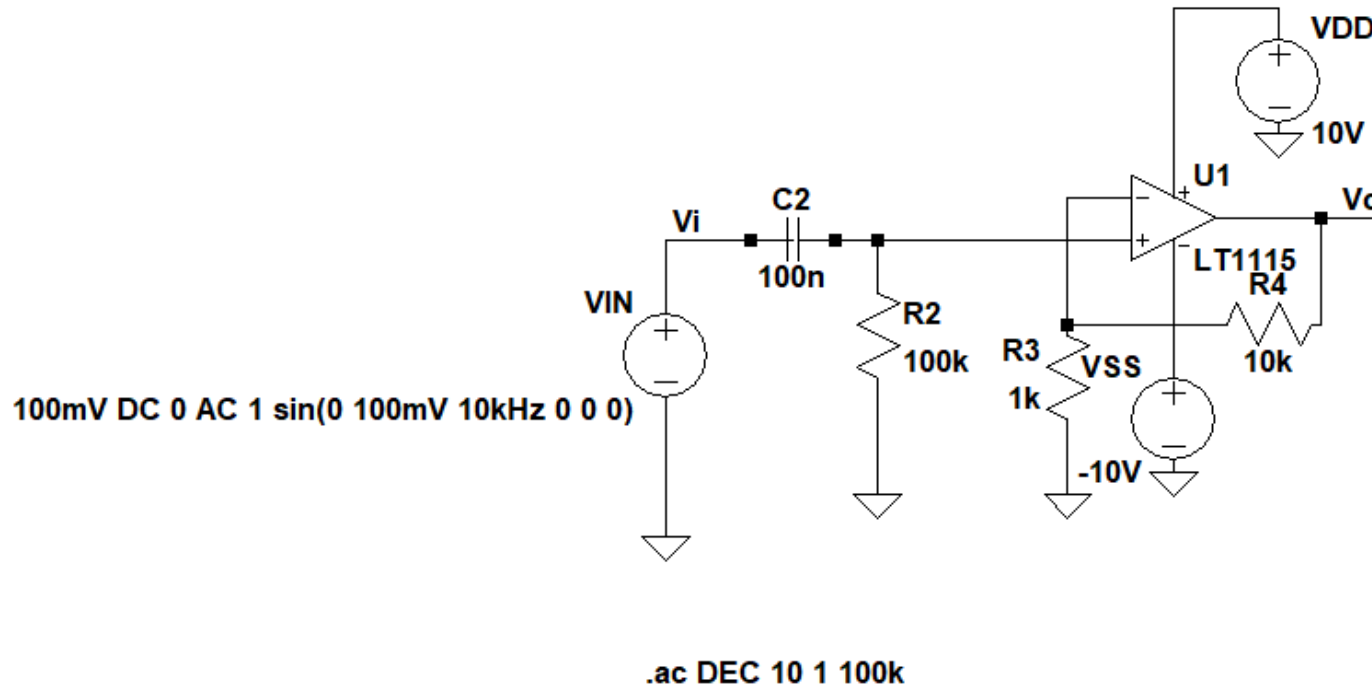 VDD
10V
U1
C2
Vi
100n
LT1115
R4
10k
VIN
R2
100k
R3
1k
VSS
-10V
100mV DC 0 AC 1 sin(0 100mV 10kHz 0 0 0)
.ac DEC 10 1 100k